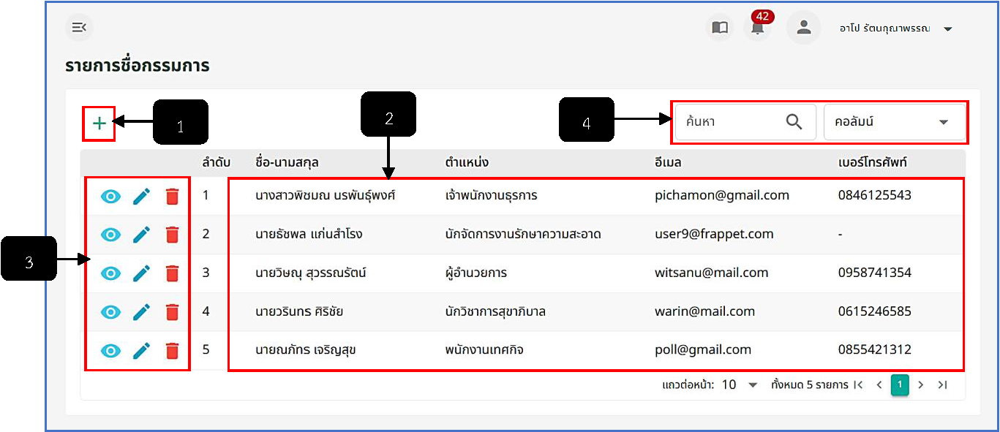 42
อาโป รัตนกุณาพรรณ
รายการชื่อกรรมการ
1
2
4
ค้นหา
คอลัมน์
ลำดับ ชื่อ-นามสกุล ตำแหน่ง อีเมล เบอร์โทรศัพท์
1 นางสาวพิชมณ นรพันธุ์พงศ์ เจ้าพนักงานธุรการ pichamon@gmail.com 0846125543
2 นายธัชพล แก่นสำโรง นักจัดการงานรักษาความสะอาด user9@frappet.com -
3
3 นายวิษณุ สุวรรณรัตน์ ผู้อำนวยการ witsanu@mail.com 0958741354
4 นายวรินทร ศิริชัย นักวิชาการสุขาภิบาล warin@mail.com 0615246585
5 นายณภัทร เจริญสุข พนักงานเทศกิจ poll@gmail.com 0855421312
แถวต่อหน้า: 10 ทั้งหมด 5 รายการ 1